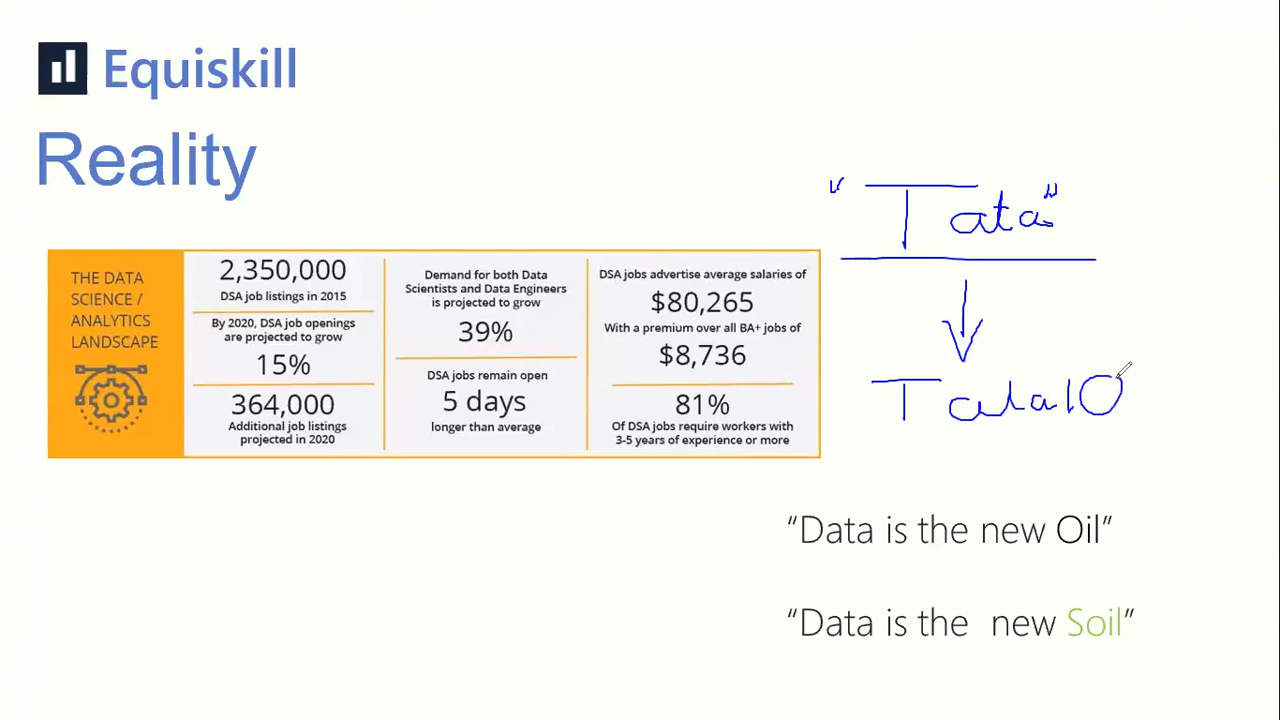 Equiskill
Reality
"Tata"
THE DATA
SCIENCE /
ANALYTICS
LANDSCAPE
2,350,000
DSA job listings in 2015
By 2020, DSA job openings
are projected to grow
15%
364,000
Additional job listings
projected in 2020
Demand for both Data
Scientists and Data Engineers
is projected to grow
39%
DSA jobs remain open
5 days
longer than average
DSA jobs advertise average salaries of
$80,265
With a premium over all BA+ jobs of
$8,736
81%
Of DSA jobs require workers with
3-5 years of experience or more
"Data is the new Oil"
"Data is the new Soil"